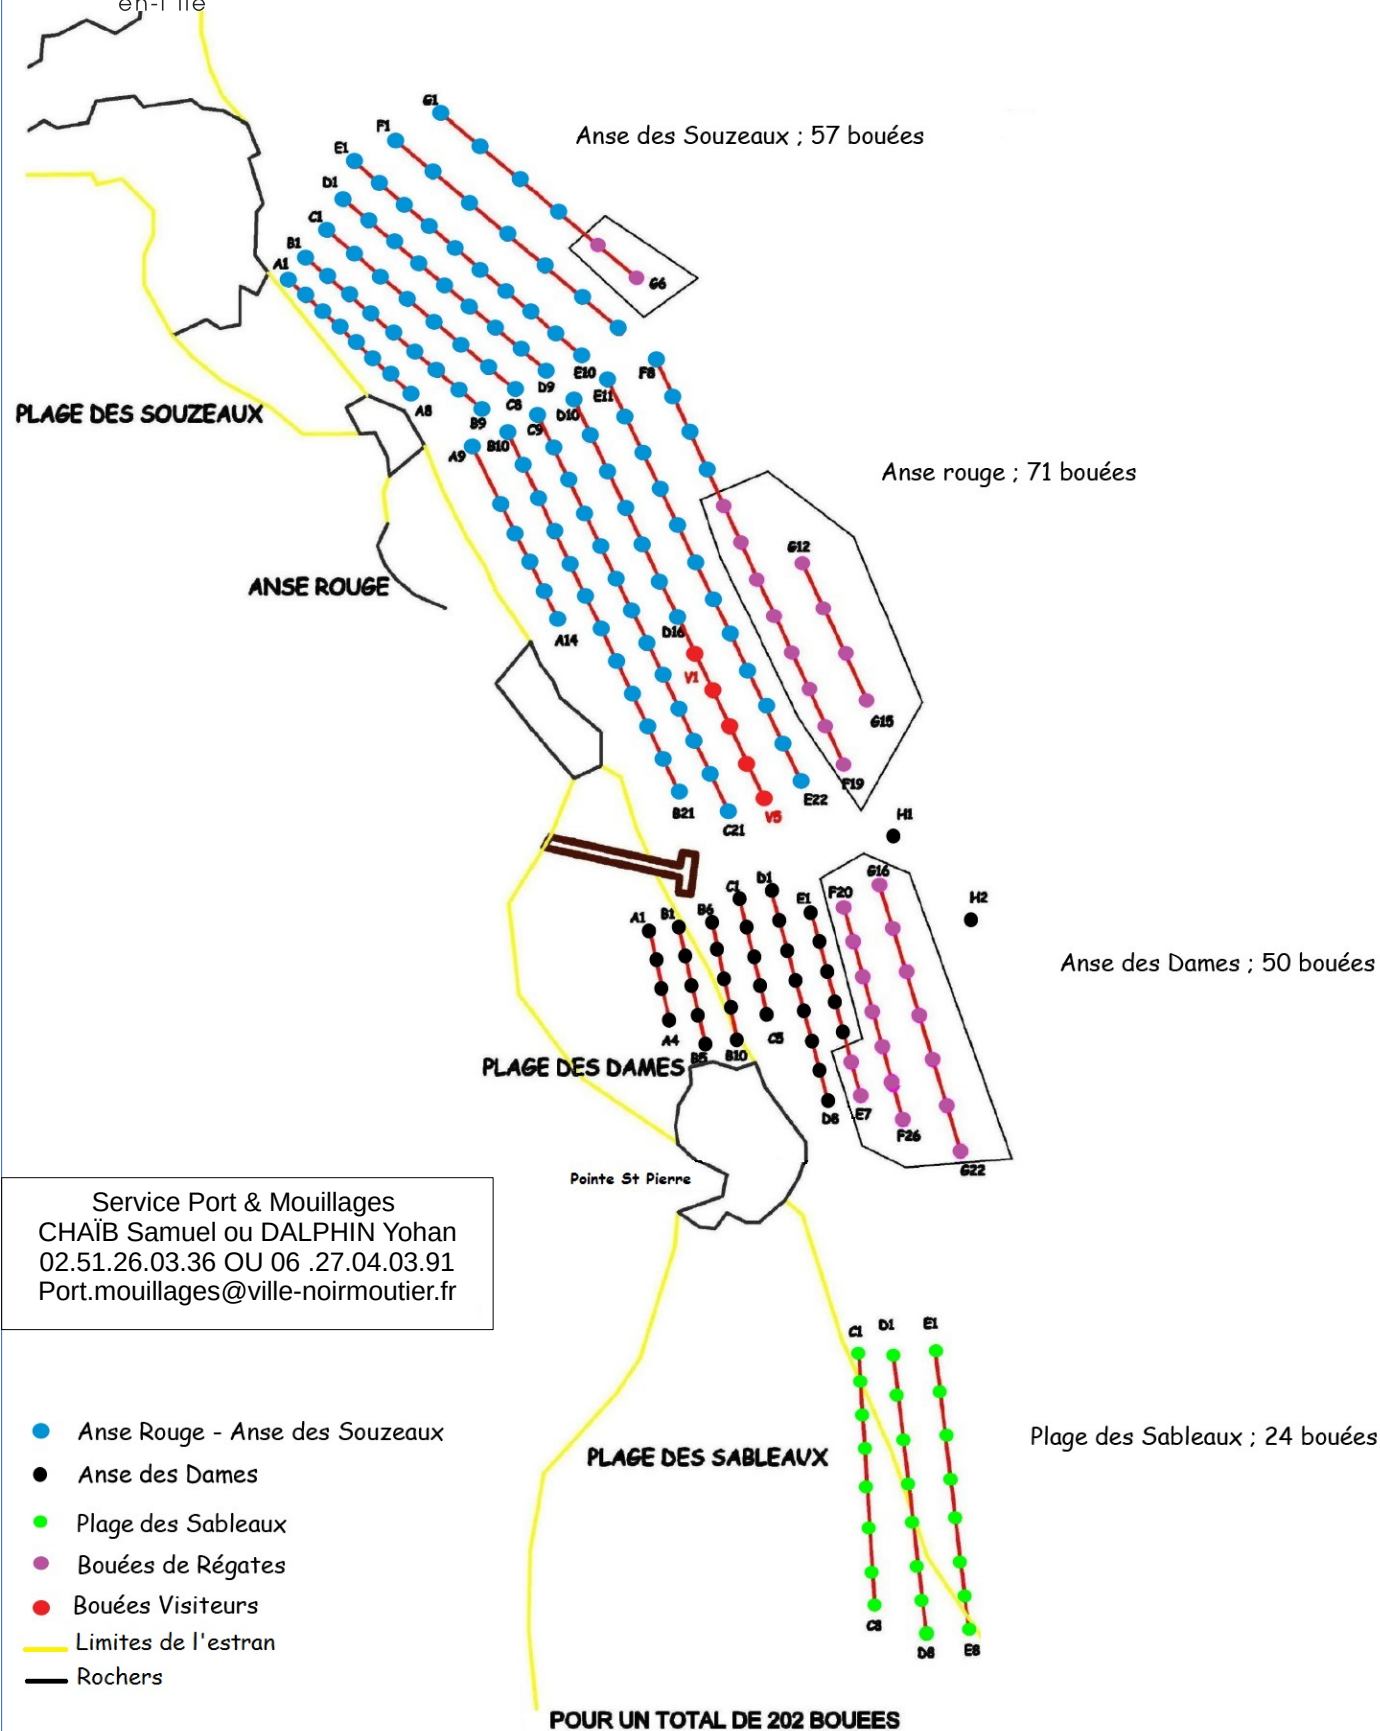 en-l'île
G1
F1
Anse des Souzeaux ; 57 bouées
E1
D1
C1
B1
A1
G6
F8
E10
D9
E11
C8
A8
D10
B9
C9
B10
A9
PLAGE DES SOUZEAUX
Anse rouge ; 71 bouées
G12
ANSE ROUGE
D16
A14
V1
G15
F19
E22
B21
V5
C21
H1
G16
D1
C1
F20
E1
H2
B6
B1
A1
Anse des Dames ; 50 bouées
C5
A4
B5
B10
PLAGE DES DAMES
D8
E7
F26
G22
Pointe St Pierre
Service Port & Mouillages
CHAÏB Samuel ou DALPHIN Yohan
02.51.26.03.36 OU 06 .27.04.03.91
Port.mouillages@ville-noirmoutier.fr
C1
D1
E1
Anse Rouge - Anse des Souzeaux
Plage des Sableaux ; 24 bouées
PLAGE DES SABLEAUX
Anse des Dames
Plage des Sableaux
Bouées de Régates
Bouées Visiteurs
C8
Limites de l'estran
D8
E8
Rochers
POUR UN TOTAL DE 202 BOUEES